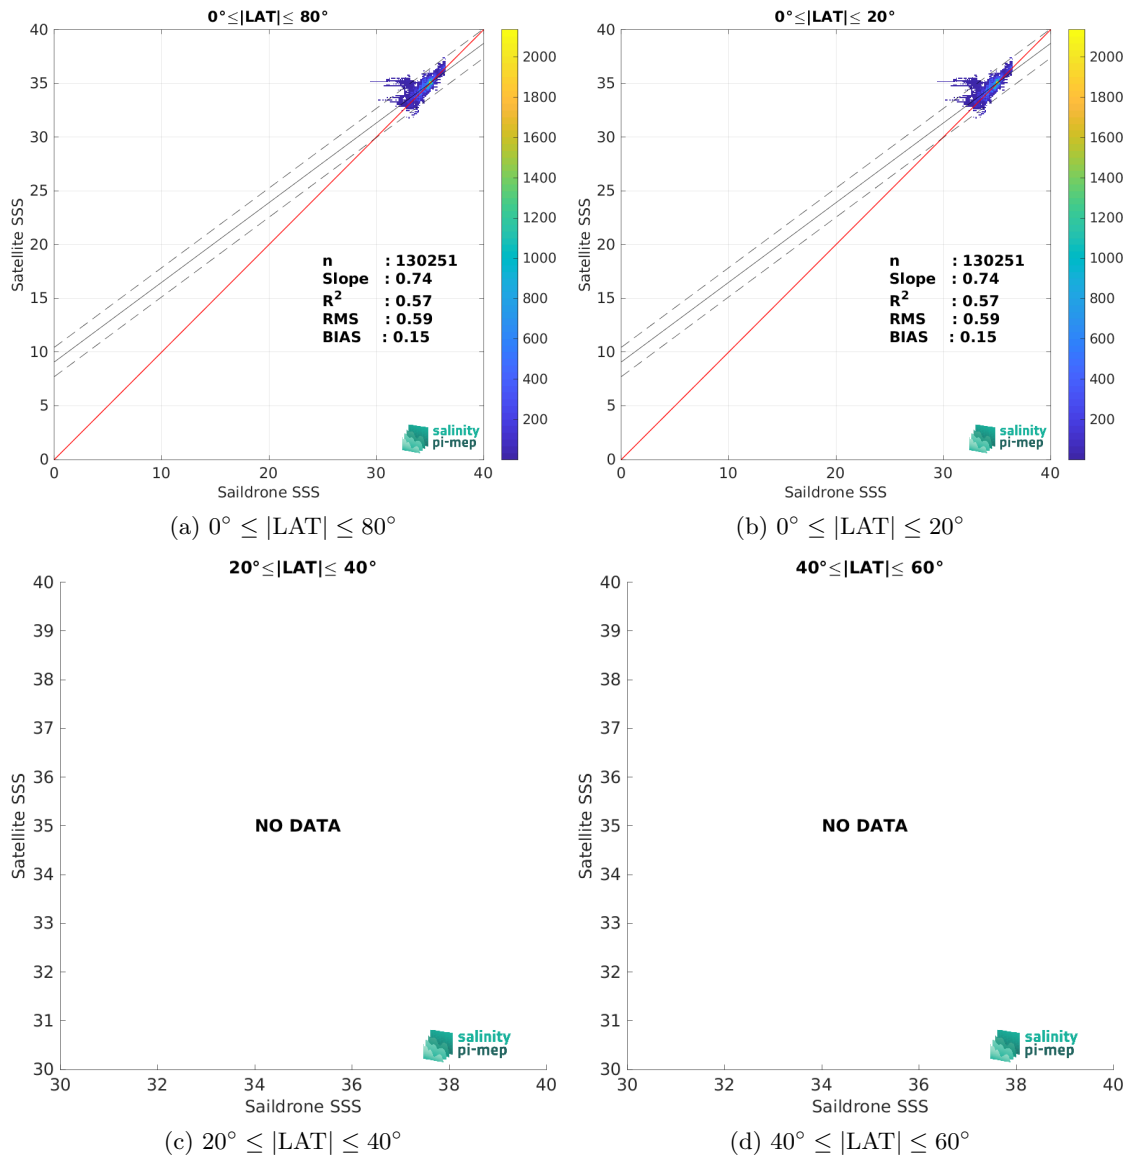 0°≤|LAT|≤ 80°
40
35
30
25
20
15
10
5
0
0
10
20
30
40
Satellite SSS
Saildrone SSS
n : 130251
Slope : 0.74
R² : 0.57
RMS : 0.59
BIAS : 0.15
salinity
pi-mep
2000
1800
1600
1400
1200
1000
800
600
400
200
(a) 0° ≤ |LAT| ≤ 80°
0°≤|LAT|≤ 20°
40
35
30
25
20
15
10
5
0
0
10
20
30
40
Satellite SSS
Saildrone SSS
n : 130251
Slope : 0.74
R² : 0.57
RMS : 0.59
BIAS : 0.15
salinity
pi-mep
2000
1800
1600
1400
1200
1000
800
600
400
200
(b) 0° ≤ |LAT| ≤ 20°
20°≤|LAT|≤ 40°
40
39
38
37
36
35
34
33
32
31
30
30
32
34
36
38
40
Satellite SSS
Saildrone SSS
NO DATA
salinity
pi-mep
(c) 20° ≤ |LAT| ≤ 40°
40°≤|LAT|≤ 60°
40
39
38
37
36
35
34
33
32
31
30
30
32
34
36
38
40
Satellite SSS
Saildrone SSS
NO DATA
salinity
pi-mep
(d) 40° ≤ |LAT| ≤ 60°